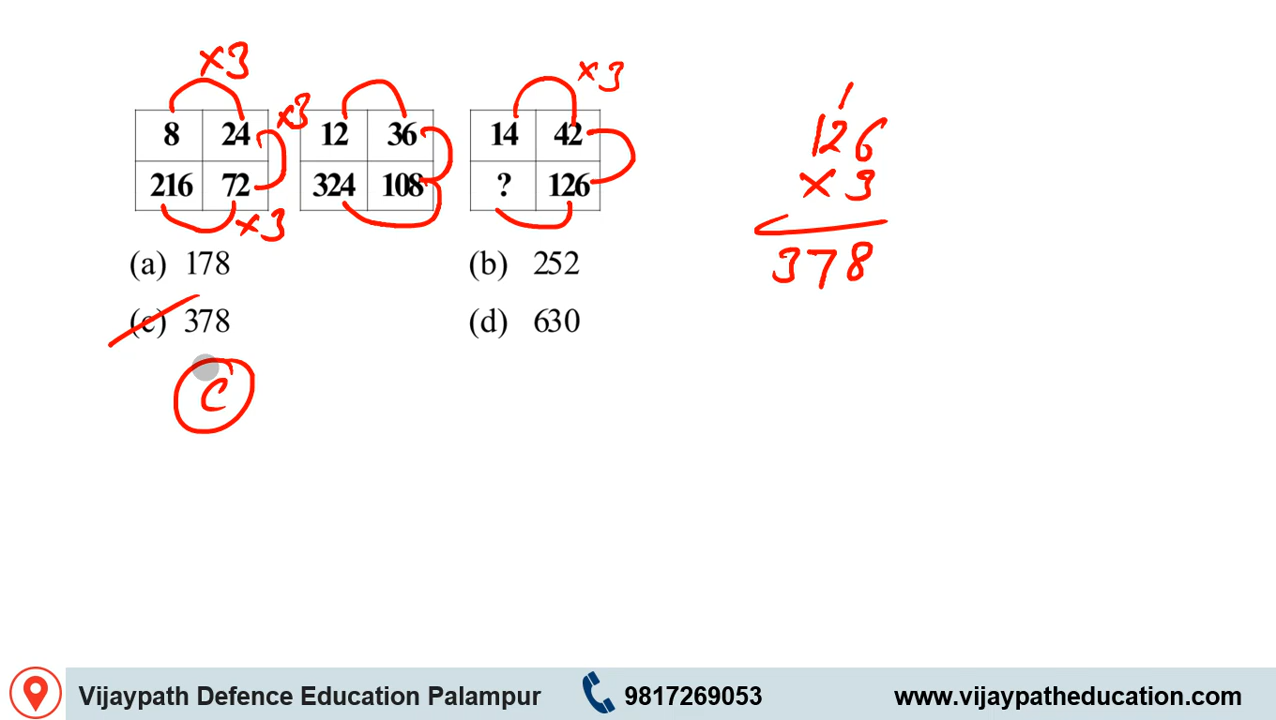 ×3
×3 ×3
8 24 12 36 14 42
216 72 324 108 ? 126
×3
(a) 178 (b) 252
(c) 378 (d) 630
C
1
126
×3
378
Vijaypath Defence Education Palampur 9817269053 www.vijaypatheducation.com